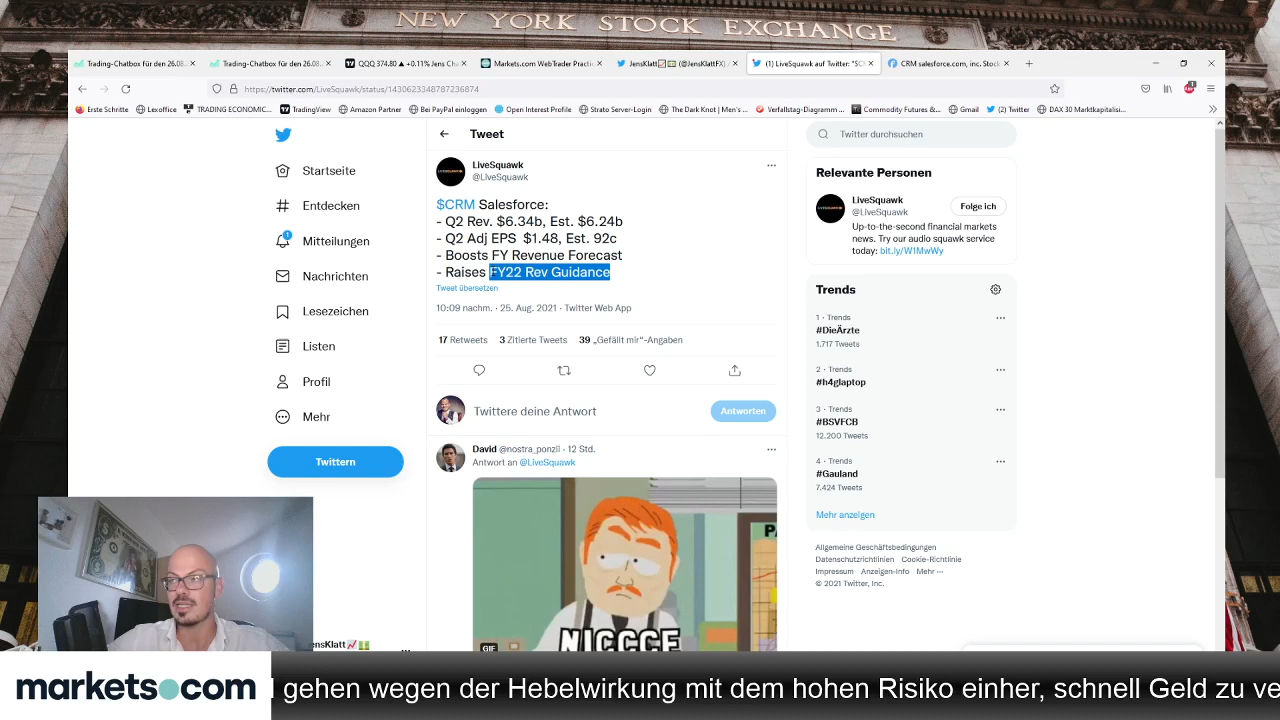 NEW YORK STOCK EXCHANGE
Trading-Chatbox für den 26.08.
Trading-Chatbox für den 26.08.
QQQ 374.80 ▲ +0.11% Jens Cha
Markets.com WebTrader Practic
JensKlatt📈💵 (@JensKlattFX) /
(1) LiveSquawk auf Twitter: "$CF
CRM salesforce.com, inc. Stock
https://twitter.com/LiveSquawk/status/1430623348787236874
Erste Schritte
Lexoffice
TRADING ECONOMIC...
TradingView
Amazon Partner
Bei PayPal einloggen
Open Interest Profile
Strato Server-Login
The Dark Knot | Men's ...
Verfallstag-Diagramm ...
Commodity Futures &...
Gmail
(2) Twitter
DAX 30 Marktkapitalisi...
Startseite
Entdecken
1
Mitteilungen
Nachrichten
Lesezeichen
Listen
Profil
Mehr
Twittern
JensKlatt📈💵
Tweet
LiveSquawk
@LiveSquawk
$CRM Salesforce:
- Q2 Rev. $6.34b, Est. $6.24b
- Q2 Adj EPS $1.48, Est. 92c
- Boosts FY Revenue Forecast
- Raises FY22 Rev Guidance
Tweet übersetzen
10:09 nachm. · 25. Aug. 2021 · Twitter Web App
17 Retweets 3 Zitierte Tweets 39 „Gefällt mir“-Angaben
Twittere deine Antwort
Antworten
David @nostra_ponzil · 12 Std.
Antwort an @LiveSquawk
NICCCE
GIF
Twitter durchsuchen
Relevante Personen
LiveSquawk
@LiveSquawk
Folge ich
Up-to-the-second financial markets
news. Try our audio squawk service
today: bit.ly/W1MwWy
Trends
1 · Trends
#DieÄrzte
1.717 Tweets
2 · Trends
#h4glaptop
3 · Trends
#BSVFCB
12.200 Tweets
4 · Trends
#Gauland
7.424 Tweets
Mehr anzeigen
Allgemeine Geschäftsbedingungen
Datenschutzrichtlinien Cookie-Richtlinie
Impressum Anzeigen-Info Mehr ···
© 2021 Twitter, Inc.
markets.com
gehen wegen der Hebelwirkung mit dem hohen Risiko einher, schnell Geld zu ve